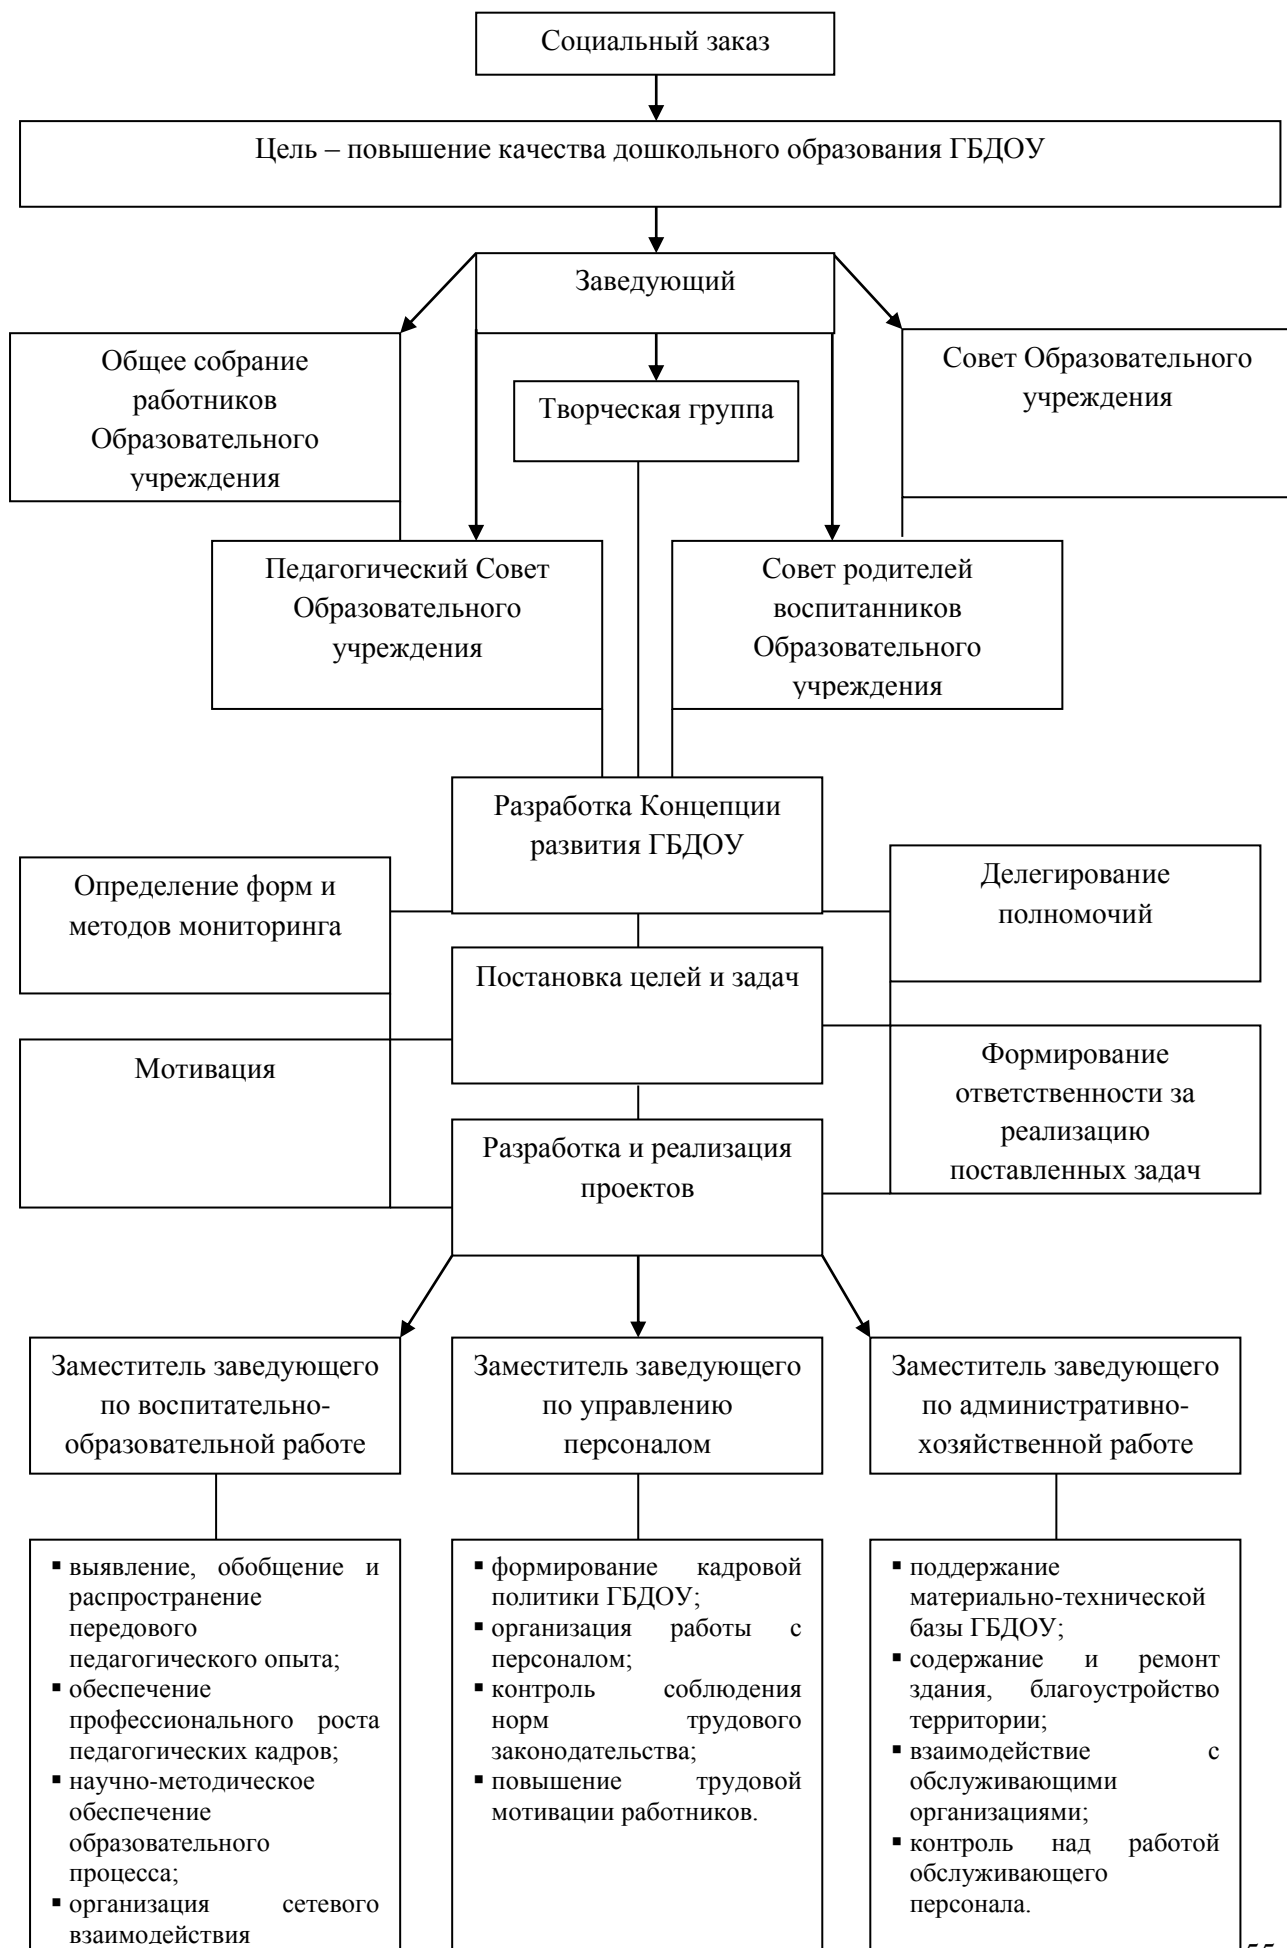 Социальный заказ
Цель – повышение качества дошкольного образования ГБДОУ
Заведующий
Общее собрание
работников
Образовательного
учреждения
Творческая группа
Совет Образовательного
учреждения
Педагогический Совет
Образовательного
учреждения
Совет родителей
воспитанников
Образовательного
учреждения
Разработка Концепции
развития ГБДОУ
Определение форм и
методов мониторинга
Делегирование
полномочий
Постановка целей и задач
Мотивация
Формирование
ответственности за
реализацию
поставленных задач
Разработка и реализация
проектов
Заместитель заведующего
по воспитательно-
образовательной работе
Заместитель заведующего
по управлению
персоналом
Заместитель заведующего
по административно-
хозяйственной работе
▪ выявление, обобщение и
распространение
передового
педагогического опыта;
▪ обеспечение
профессионального роста
педагогических кадров;
▪ научно-методическое
обеспечение
образовательного
процесса;
▪ организация сетевого
взаимодействия
▪ формирование кадровой
политики ГБДОУ;
▪ организация работы с
персоналом;
▪ контроль соблюдения
норм трудового
законодательства;
▪ повышение трудовой
мотивации работников.
▪ поддержание
материально-технической
базы ГБДОУ;
▪ содержание и ремонт
здания, благоустройство
территории;
▪ взаимодействие с
обслуживающими
организациями;
▪ контроль над работой
обслуживающего
персонала.